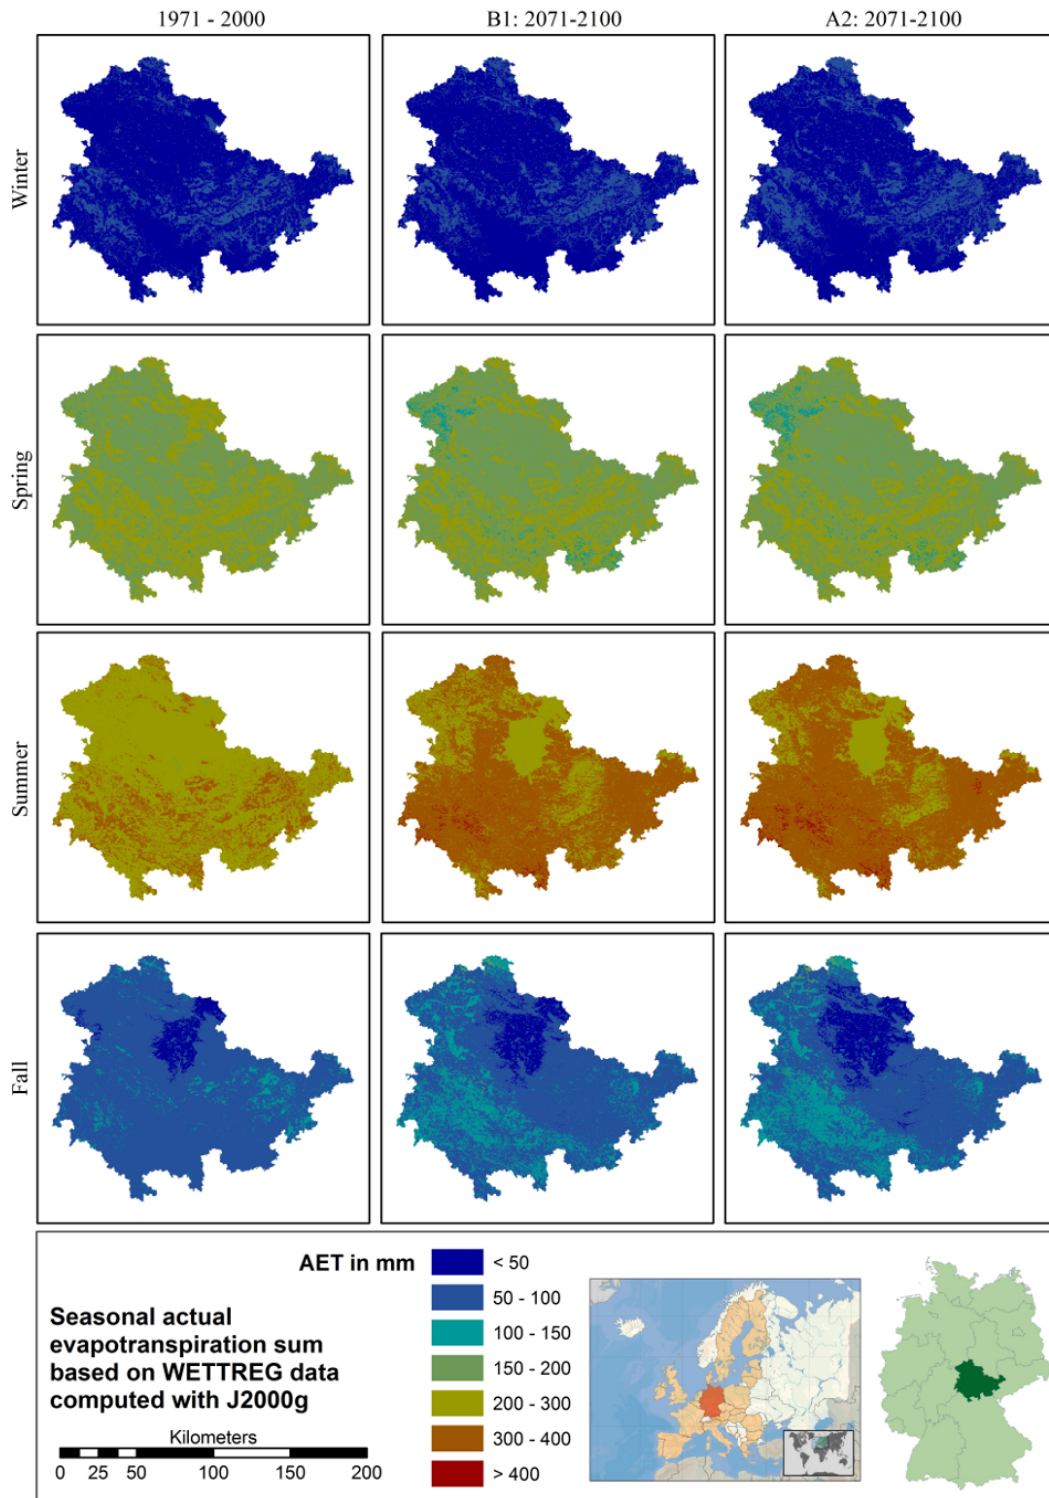 1971 - 2000
B1: 2071-2100
A2: 2071-2100
Winter
Spring
Summer
Fall
AET in mm
< 50
50 - 100
100 - 150
150 - 200
200 - 300
300 - 400
> 400
Seasonal actual
evapotranspiration sum
based on WETTREG data
computed with J2000g
Kilometers
0 25 50 100 150 200